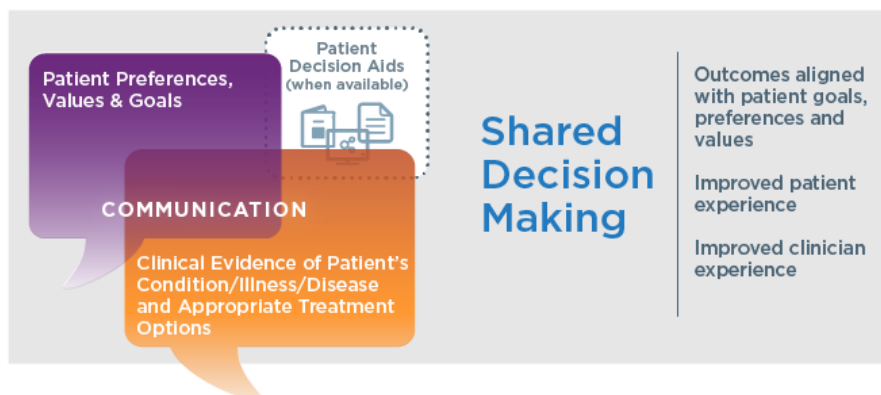 Patient
Decision Aids
(when available)
Patient Preferences,
Values & Goals
COMMUNICATION
Clinical Evidence of Patient’s
Condition/Illness/Disease
and Appropriate Treatment
Options
Shared
Decision
Making
Outcomes aligned
with patient goals,
preferences and
values
Improved patient
experience
Improved clinician
experience